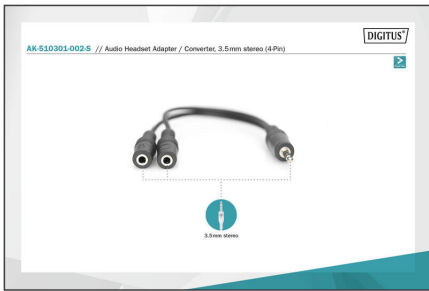 DIGITUS®
AK-510301-002-S // Audio Headset Adapter / Converter, 3.5mm stereo (4-Pin)
3.5mm stereo